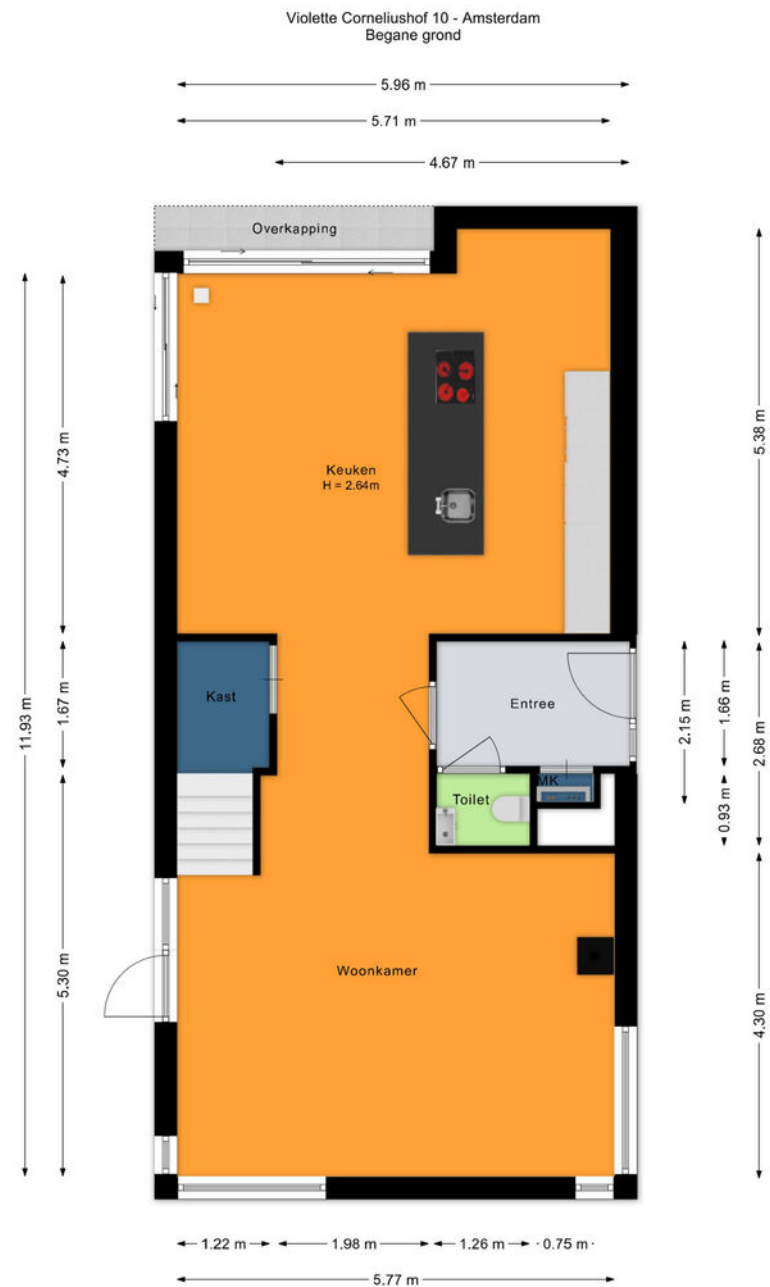 Violette Corneliushof 10 - Amsterdam
Begane grond
5.96 m
5.71 m
4.67 m
Overkapping
4.73 m
5.38 m
Keuken
H = 2.64m
11.93 m
1.67 m
Kast
Entree
2.15 m
1.66 m
2.68 m
MK
Toilet
0.93 m
5.30 m
Woonkamer
4.30 m
1.22 m
1.98 m
1.26 m
0.75 m
5.77 m